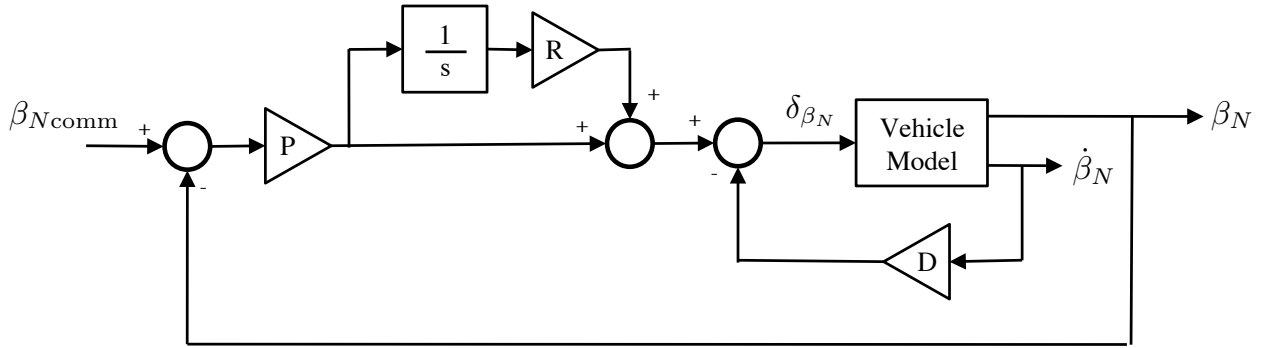 1
s
R
β_Ncomm
+
-
P
+
+
+
-
δ_β_N
Vehicle
Model
β_N
β̇_N
D